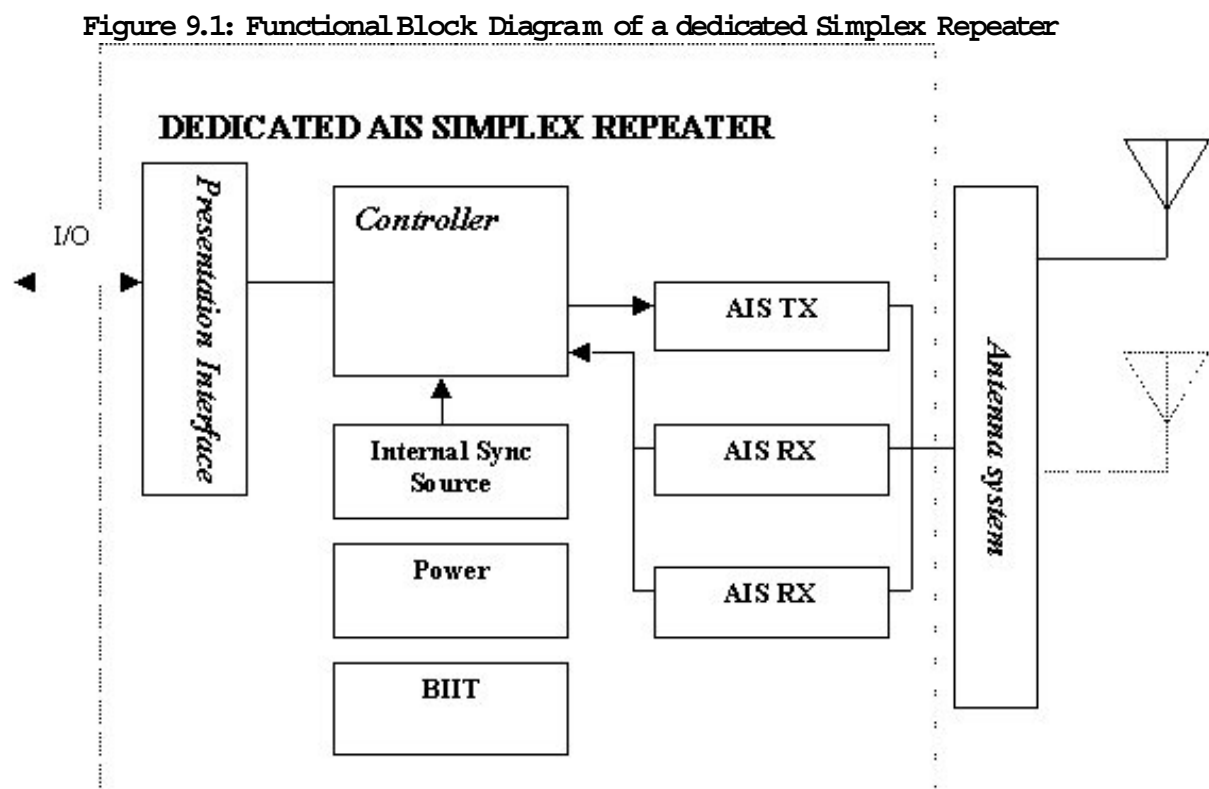 Figure 9.1: Functional Block Diagram of a dedicated Simplex Repeater
DEDICATED AIS SIMPLEX REPEATER
I/O
Presentation Interface
Controller
AIS TX
Internal Sync
Source
AIS RX
Power
AIS RX
BIIT
Antenna system